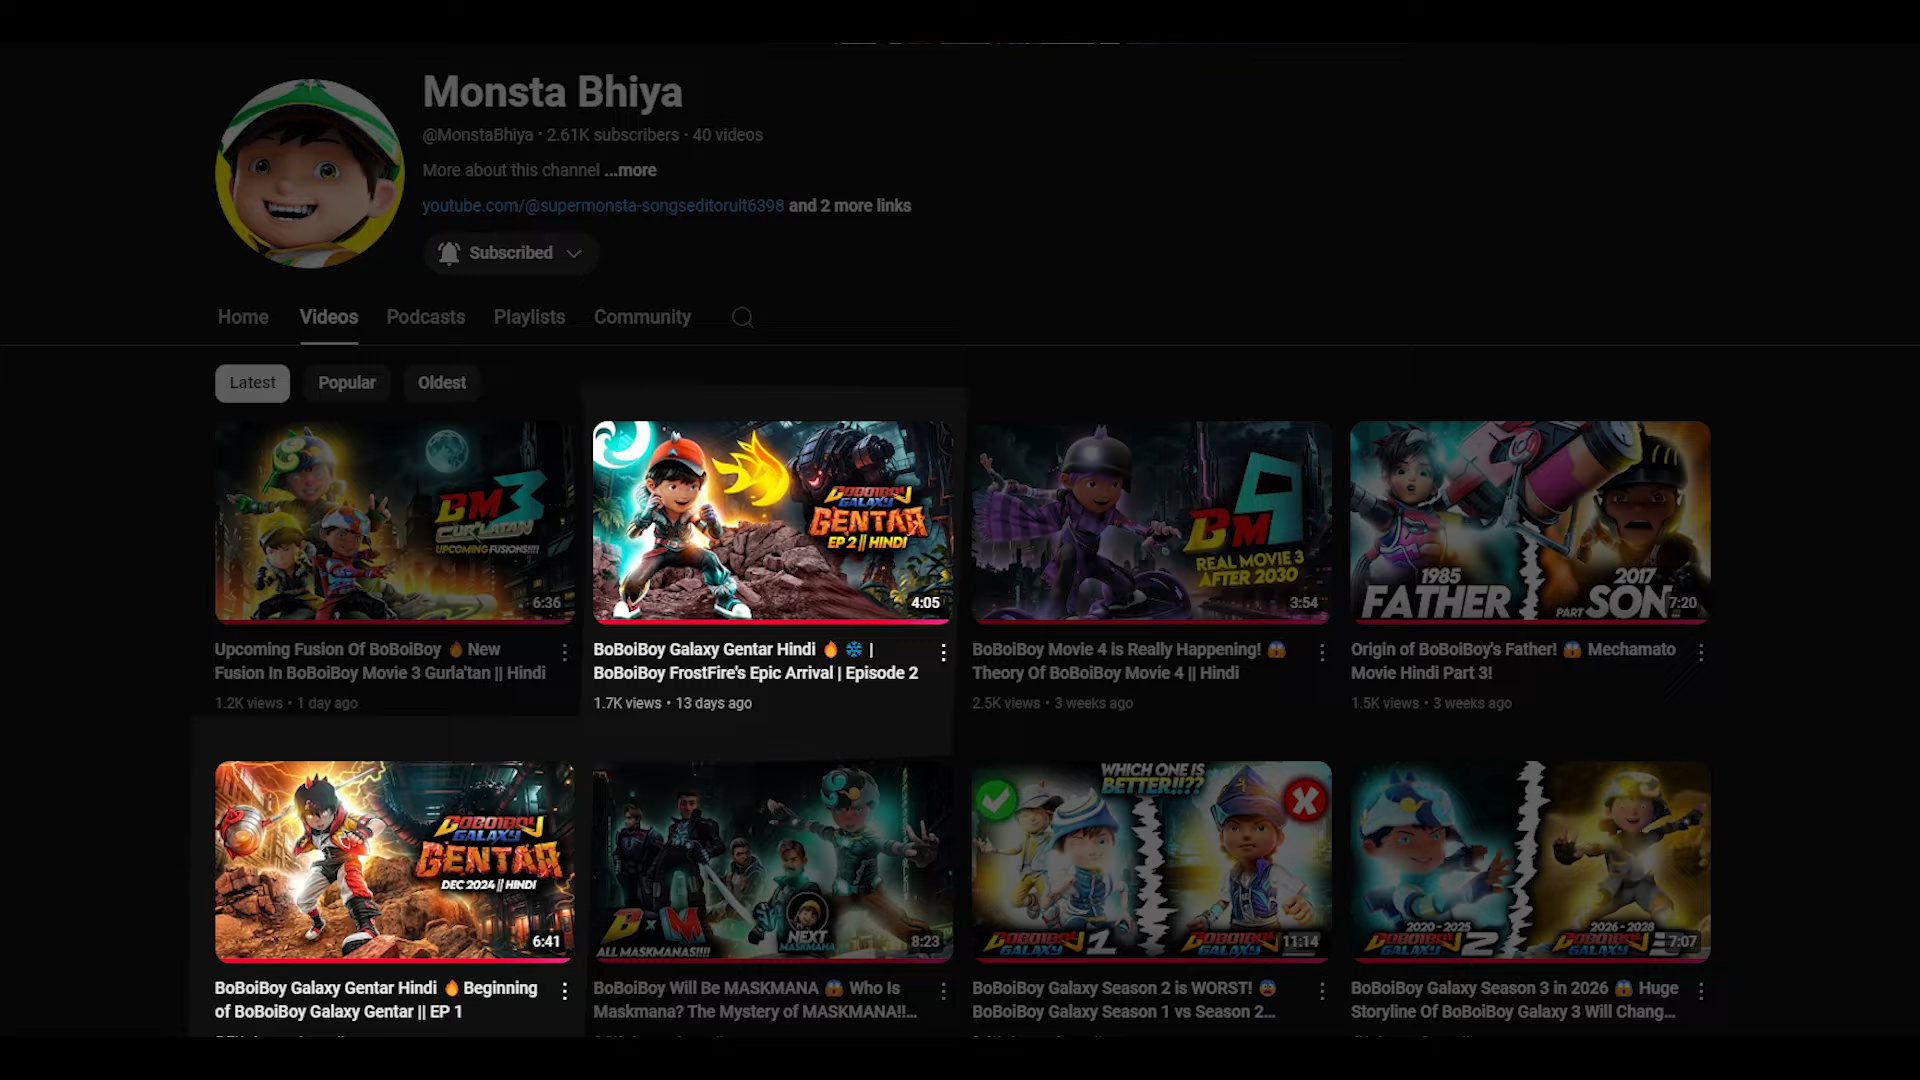 Monsta Bhiya
@MonstaBhiya · 2.61K subscribers · 40 videos
More about this channel ...more
youtube.com/@supermonsta-songseditorult6398 and 2 more links
Subscribed
Home Videos Podcasts Playlists Community
Latest Popular Oldest
BM3
GUR'LATAN
UPCOMING FUSIONS!!!!
6:36
BOBOIBOY
GALAXY
GENTAR
EP 2 || HINDI
4:05
BM4
REAL MOVIE 3
AFTER 2030
3:54
1985
FATHER
2017
PART SON
7:20
Upcoming Fusion Of BoBoiBoy 🔥 New
Fusion In BoBoiBoy Movie 3 Gurla'tan || Hindi
1.2K views • 1 day ago
BoBoiBoy Galaxy Gentar Hindi 🔥 ❄️ |
BoBoiBoy FrostFire's Epic Arrival | Episode 2
1.7K views • 13 days ago
BoBoiBoy Movie 4 is Really Happening! 😱
Theory Of BoBoiBoy Movie 4 || Hindi
2.5K views • 3 weeks ago
Origin of BoBoiBoy's Father! 😱 Mechamato
Movie Hindi Part 3!
1.5K views • 3 weeks ago
BOBOIBOY
GALAXY
GENTAR
DEC 2024 || HINDI
6:41
B x M
ALL MASKMANAS!!!!
NEXT
MASKMANA
8:23
WHICH ONE IS
BETTER!!??
BOBOIBOY
GALAXY 1
BOBOIBOY
GALAXY
11:14
2020 - 2025
BOBOIBOY
GALAXY 2
2026 - 2028
BOBOIBOY
GALAXY
7:07
BoBoiBoy Galaxy Gentar Hindi 🔥 Beginning
of BoBoiBoy Galaxy Gentar || EP 1
BoBoiBoy Will Be MASKMANA 😱 Who Is
Maskmana? The Mystery of MASKMANA!!...
BoBoiBoy Galaxy Season 2 is WORST! 😨
BoBoiBoy Galaxy Season 1 vs Season 2...
BoBoiBoy Galaxy Season 3 in 2026 😱 Huge
Storyline Of BoBoiBoy Galaxy 3 Will Chang...